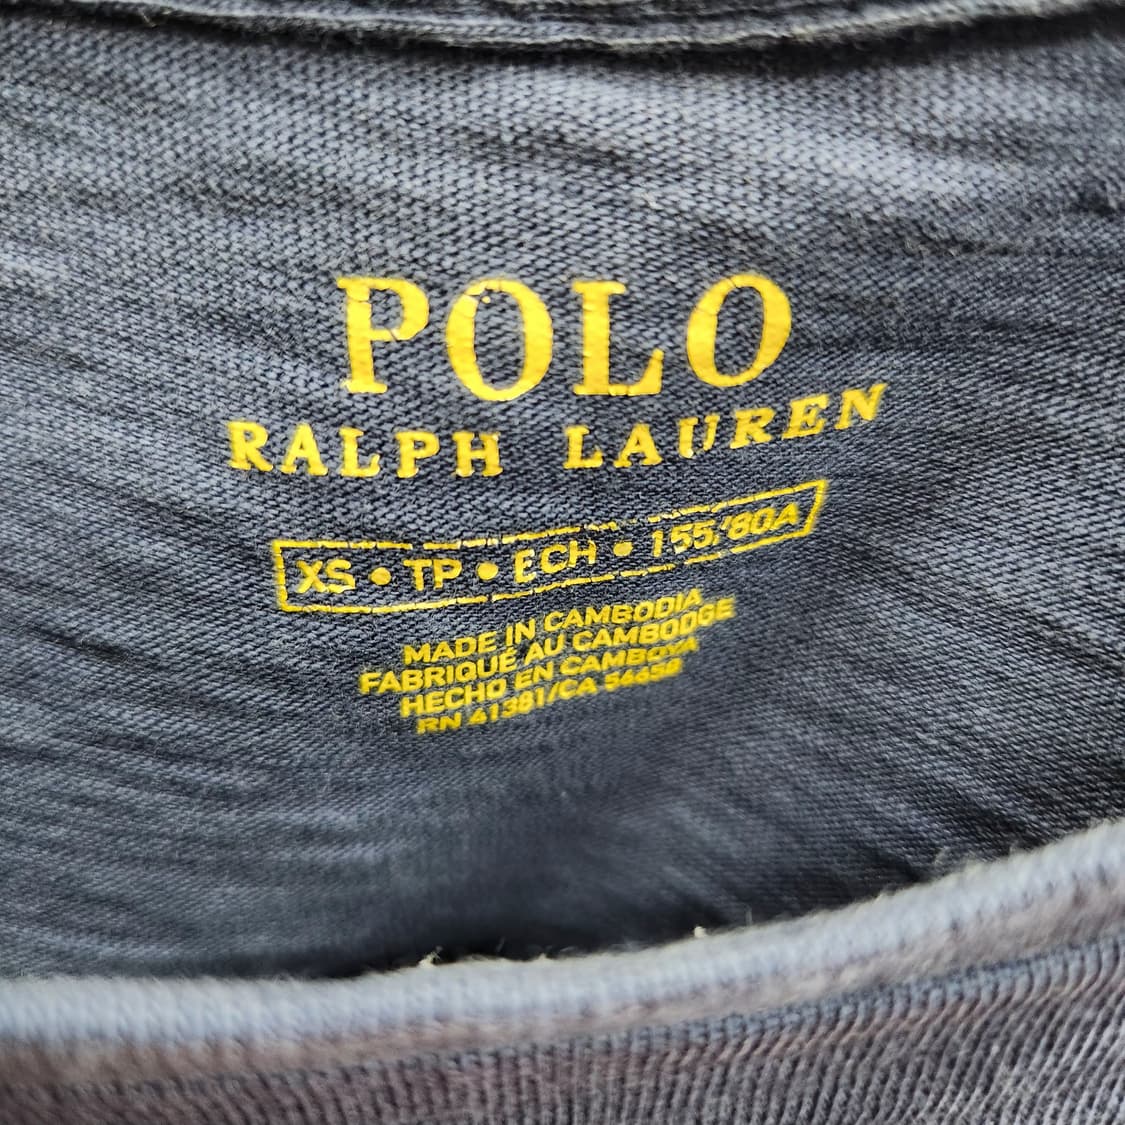 POLO
RALPH LAUREN
XS • TP • ECH • 155/80A
MADE IN CAMBODIA
FABRIQUÉ AU CAMBODGE
HECHO EN CAMBOYA
RN 41381/CA